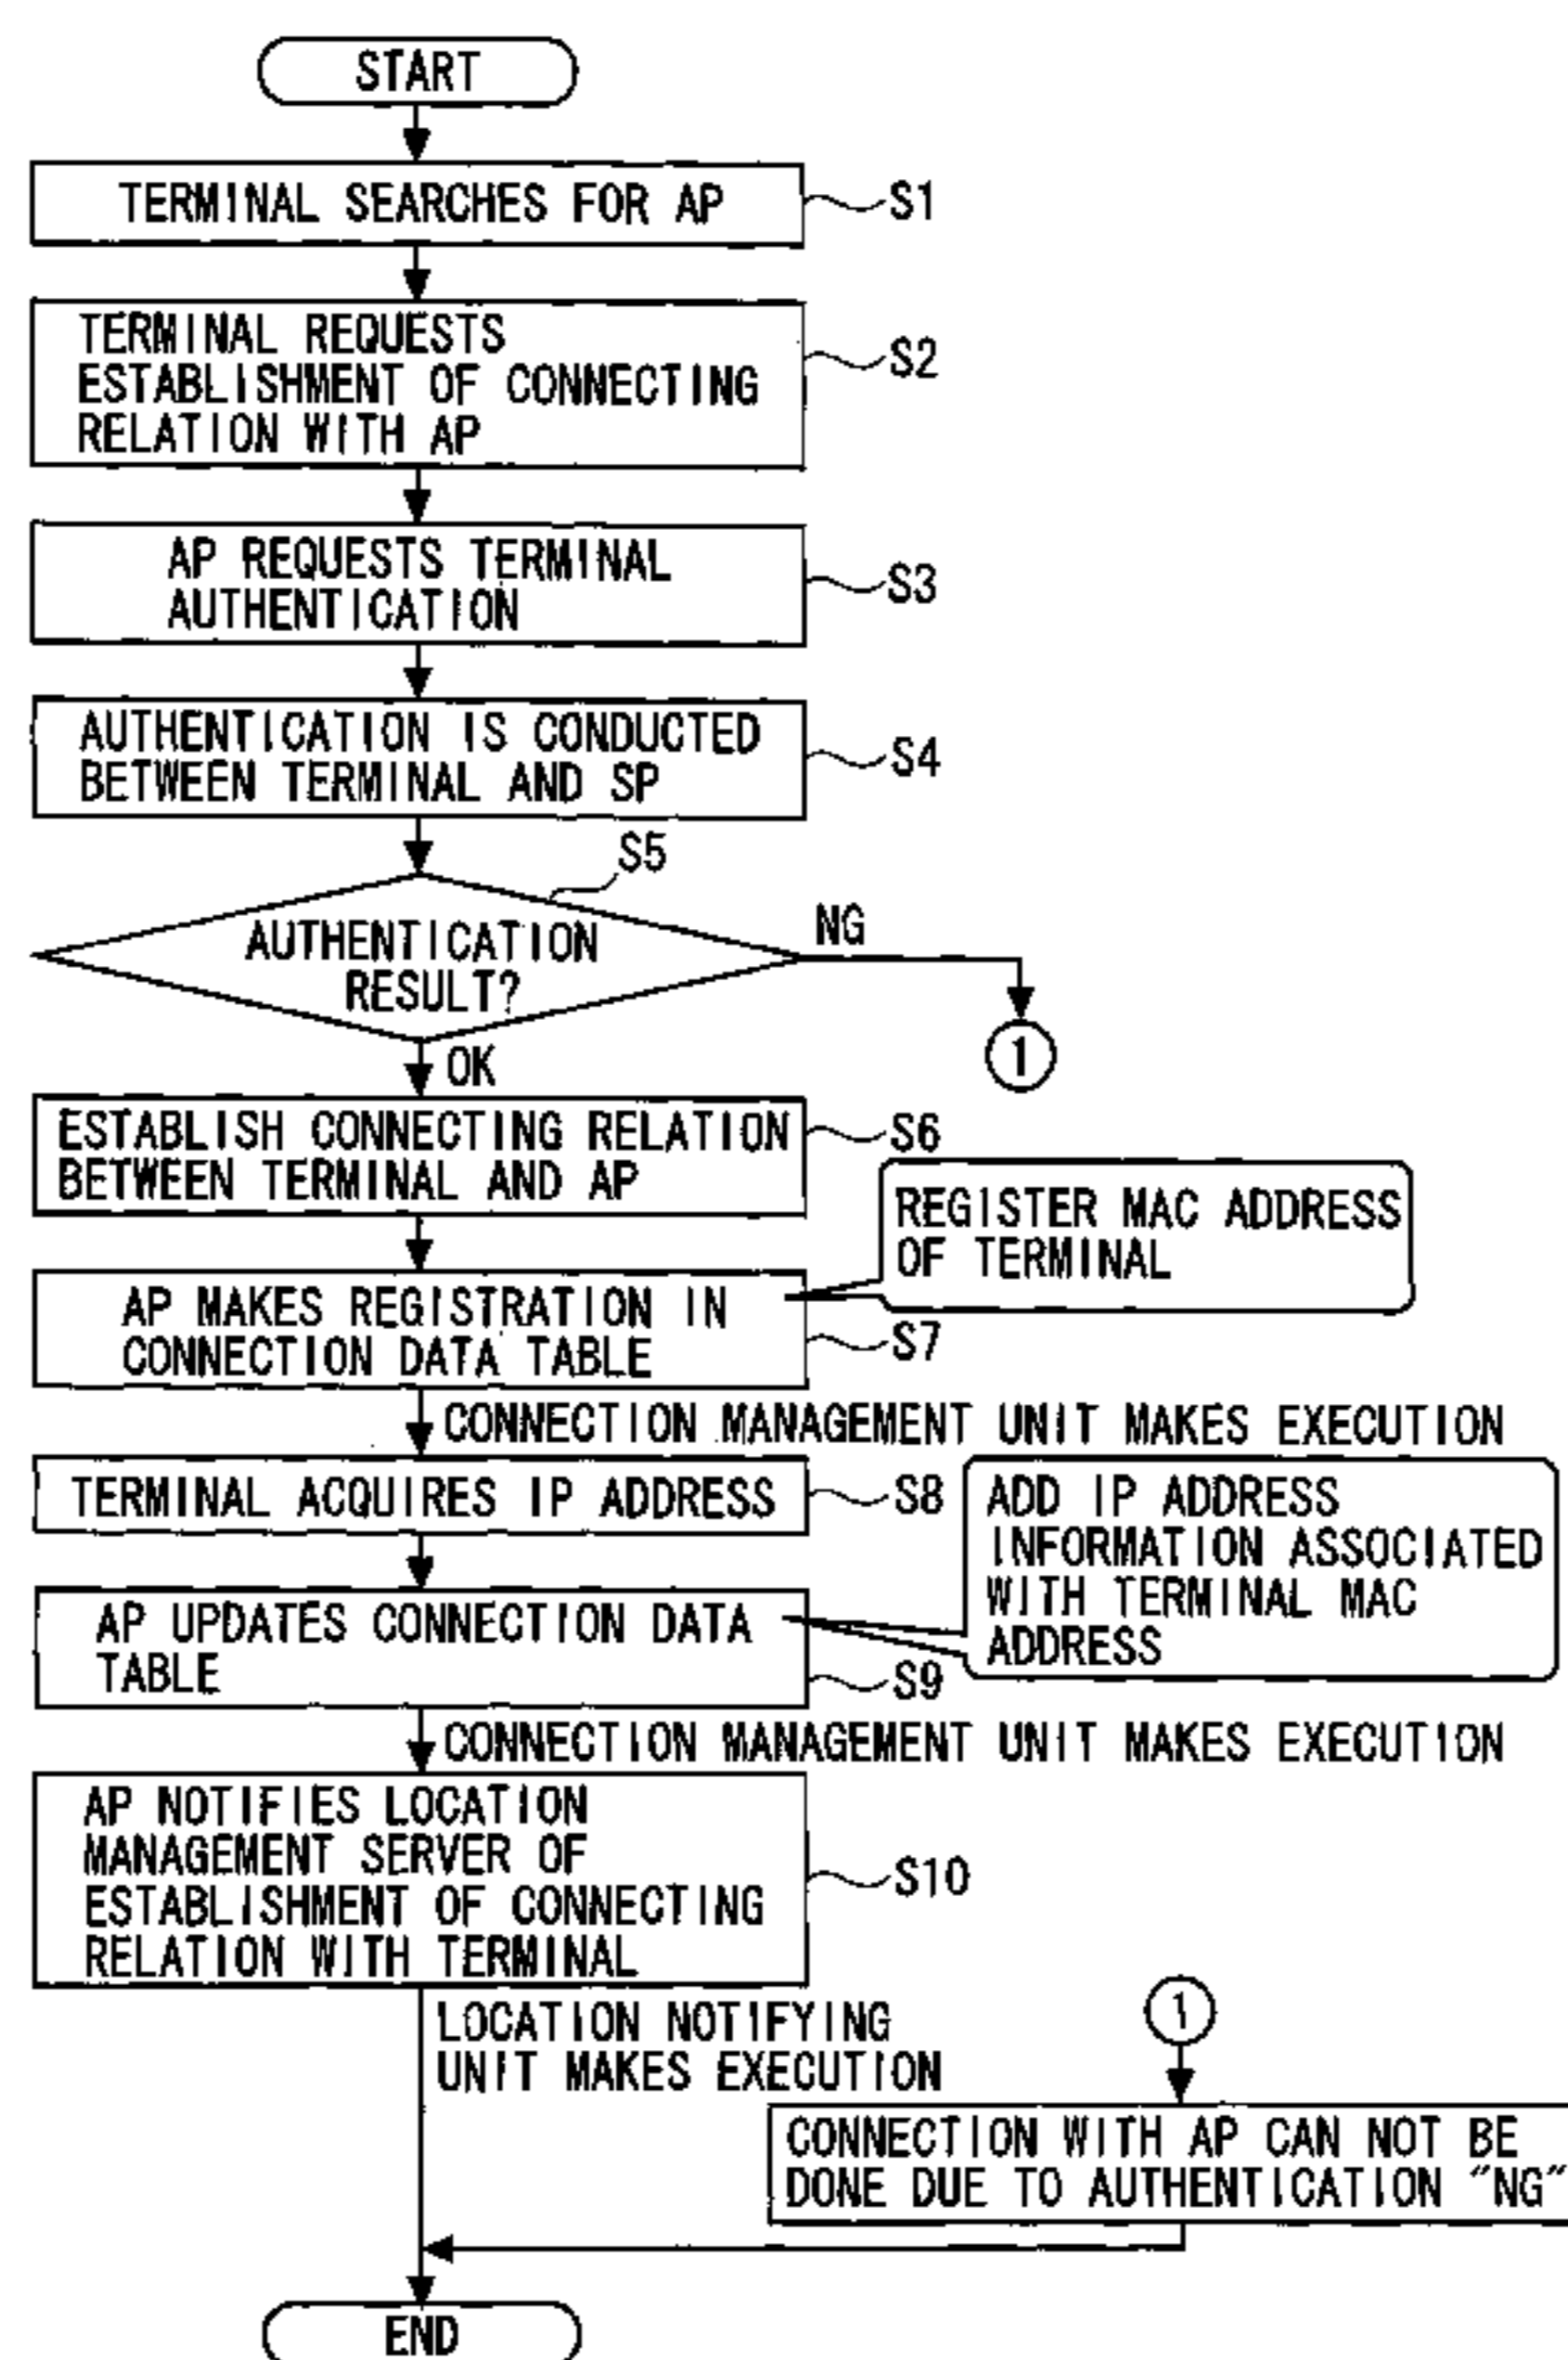 START
TERMINAL SEARCHES FOR AP
S1
TERMINAL REQUESTS
ESTABLISHMENT OF CONNECTING
RELATION WITH AP
S2
AP REQUESTS TERMINAL
AUTHENTICATION
S3
AUTHENTICATION IS CONDUCTED
BETWEEN TERMINAL AND SP
S4
S5
AUTHENTICATION
RESULT?
NG
1
OK
ESTABLISH CONNECTING RELATION
BETWEEN TERMINAL AND AP
S6
REGISTER MAC ADDRESS
OF TERMINAL
AP MAKES REGISTRATION IN
CONNECTION DATA TABLE
S7
CONNECTION MANAGEMENT UNIT MAKES EXECUTION
TERMINAL ACQUIRES IP ADDRESS
S8
ADD IP ADDRESS
INFORMATION ASSOCIATED
WITH TERMINAL MAC
ADDRESS
AP UPDATES CONNECTION DATA
TABLE
S9
CONNECTION MANAGEMENT UNIT MAKES EXECUTION
AP NOTIFIES LOCATION
MANAGEMENT SERVER OF
ESTABLISHMENT OF CONNECTING
RELATION WITH TERMINAL
S10
LOCATION NOTIFYING
UNIT MAKES EXECUTION
1
CONNECTION WITH AP CAN NOT BE
DONE DUE TO AUTHENTICATION "NG"
END